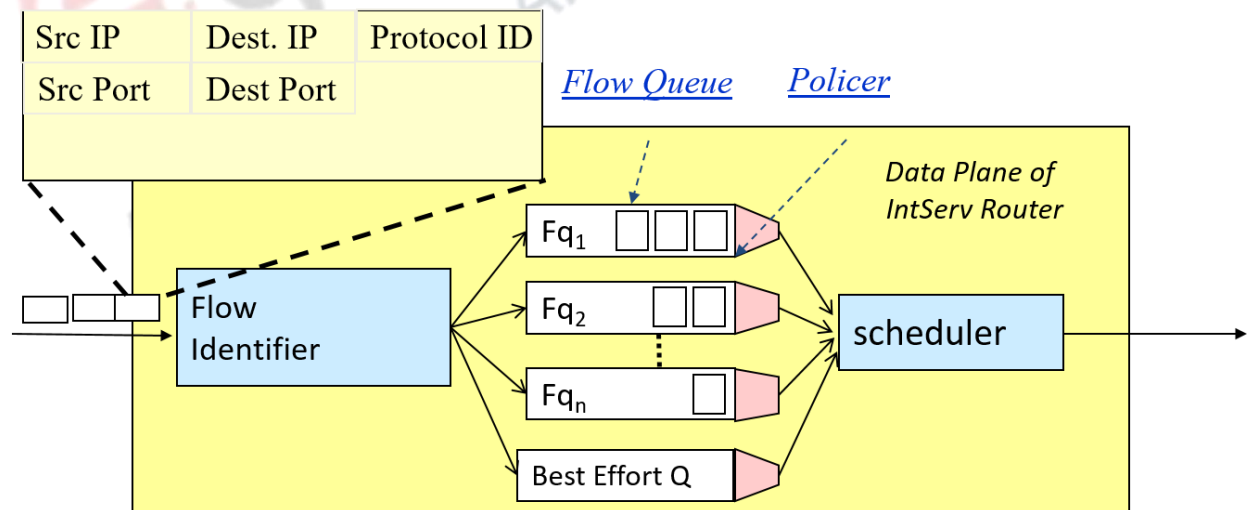 Src IP Dest. IP Protocol ID
Src Port Dest Port
Flow Queue Policer
Data Plane of
IntServ Router
Fq1
Flow
Identifier
Fq2
scheduler
Fqn
Best Effort Q